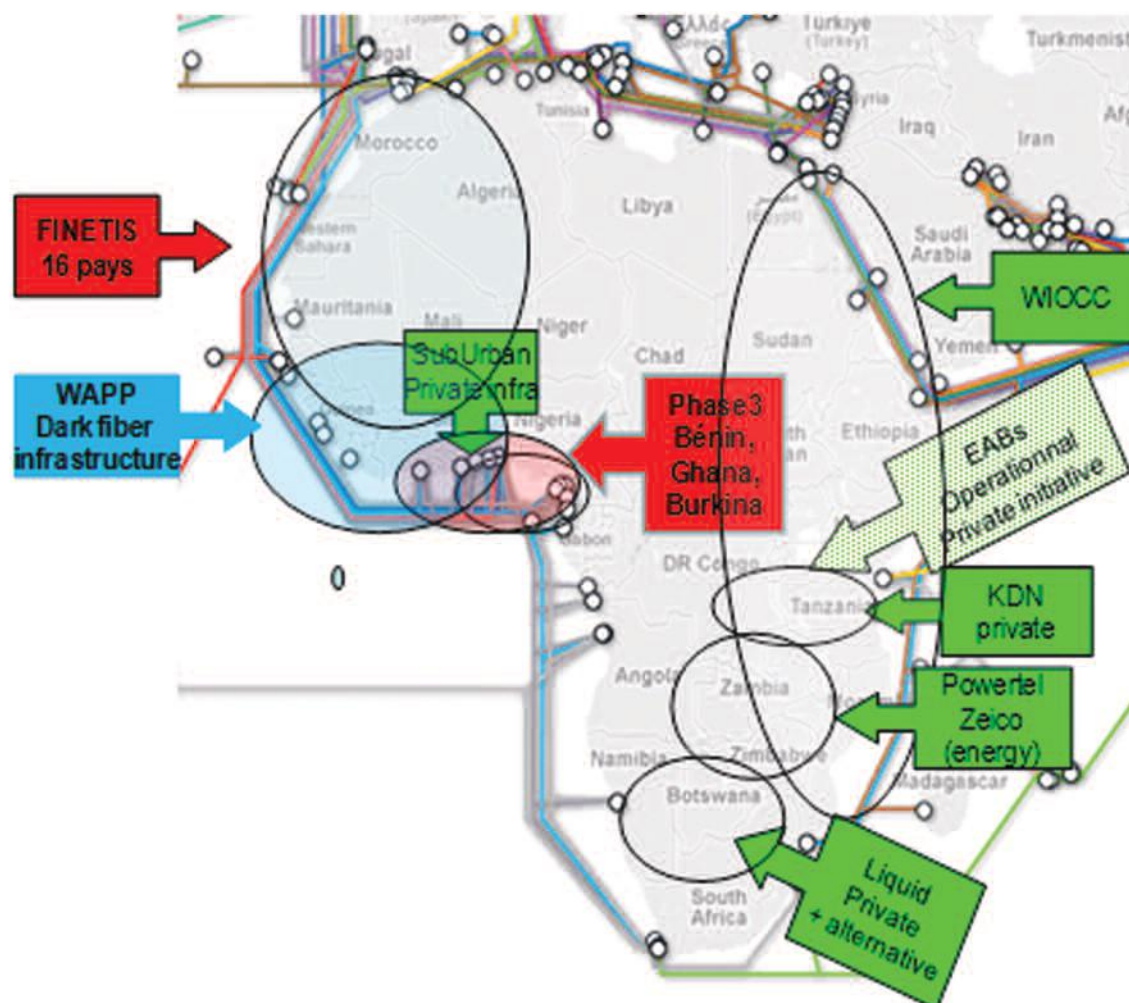 Türkiye
(Turkey)
Turkmenist
Greece
Tunisia
Iraq
Iran
Morocco
Algeria
Libya
(Egypt)
Saudi
Arabia
FINETIS
16 pays
Western
Sahara
WIOCC
Mauritania
Mali
Niger
Chad
Sudan
Yemen
SubUrban
Private infra
WAPP
Dark fiber
infrastructure
Nigeria
Phase3
Bénin,
Ghana,
Burkina
Ethiopia
EABs
Operationnal
Private initiative
Gabon
DR Congo
Tanzania
KDN
private
Angola
Zambia
Powertel
Zeico
(energy)
Namibia
Zimbabwe
Madagascar
Botswana
Liquid
Private
+ alternative
South
Africa